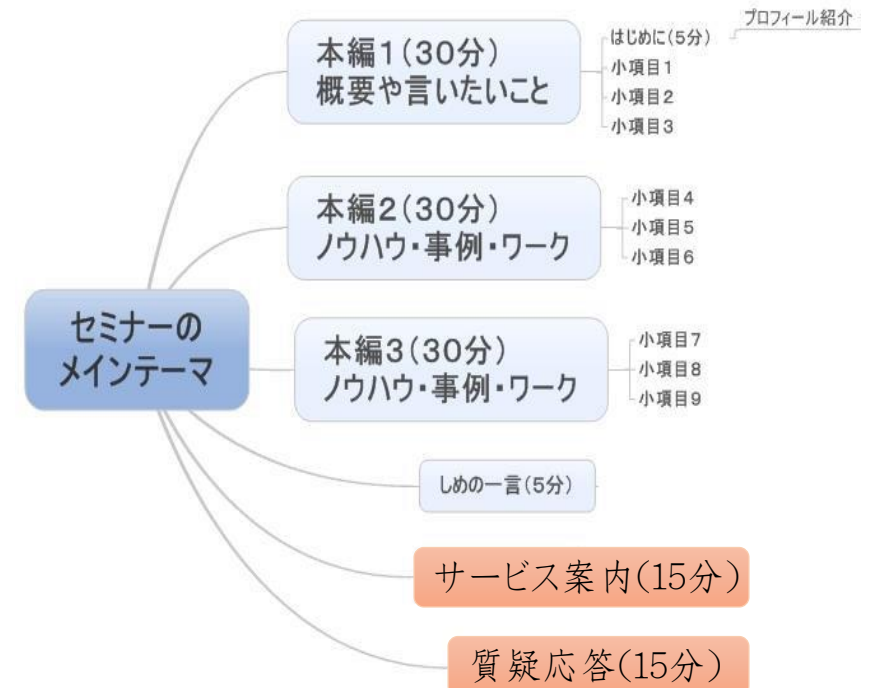 セミナーの
メインテーマ
本編1(30分)
概要や言いたいこと
はじめに(5分)
プロフィール紹介
小項目1
小項目2
小項目3
本編2(30分)
ノウハウ・事例・ワーク
小項目4
小項目5
小項目6
本編3(30分)
ノウハウ・事例・ワーク
小項目7
小項目8
小項目9
しめの一言(5分)
サービス案内(15分)
質疑応答(15分)